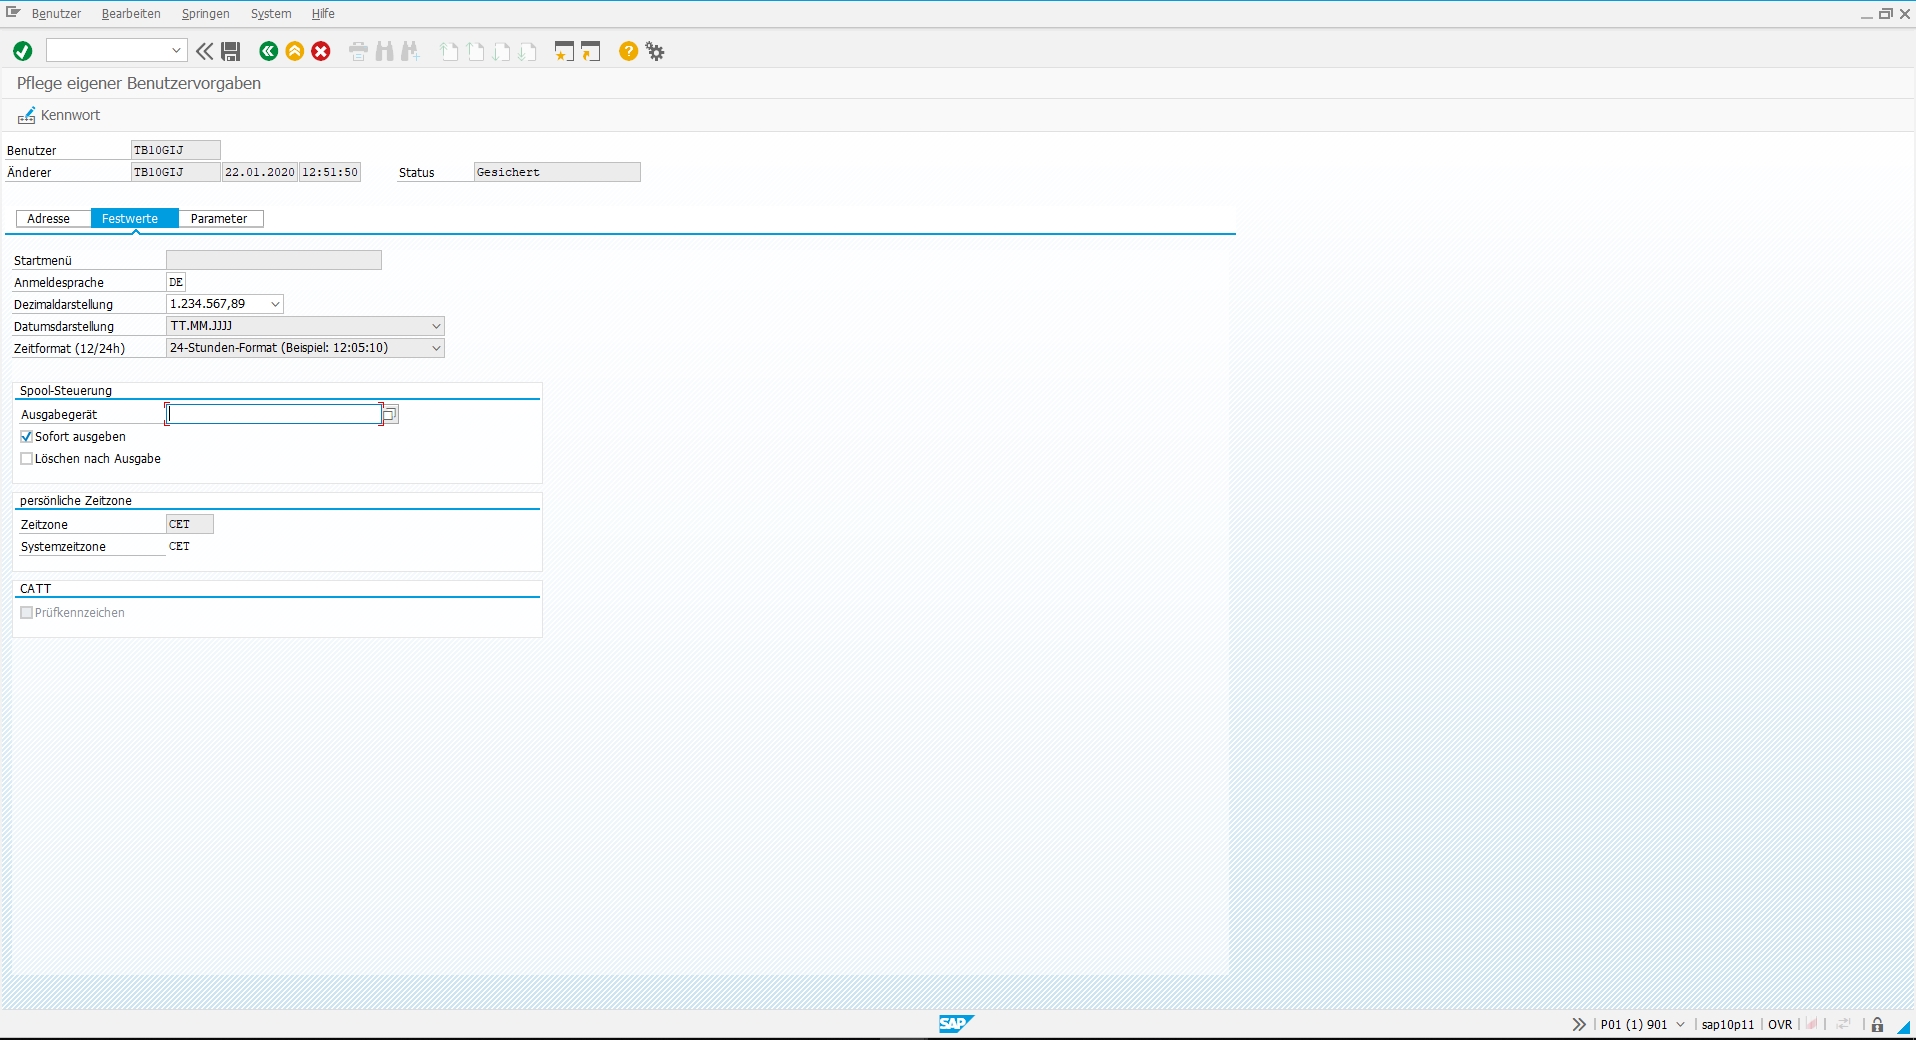 Benutzer Bearbeiten Springen System Hilfe
Pflege eigener Benutzervorgaben
Kennwort
Benutzer TB10GIJ
Änderer TB10GIJ 22.01.2020 12:51:50 Status Gesichert
Adresse Festwerte Parameter
Startmenü
Anmeldesprache DE
Dezimaldarstellung 1.234.567,89
Datumsdarstellung TT.MM.JJJJ
Zeitformat (12/24h) 24-Stunden-Format (Beispiel: 12:05:10)
Spool-Steuerung
Ausgabegerät
Sofort ausgeben
Löschen nach Ausgabe
persönliche Zeitzone
Zeitzone CET
Systemzeitzone CET
CATT
Prüfkennzeichen
SAP P01 (1) 901 sap10p11 OVR